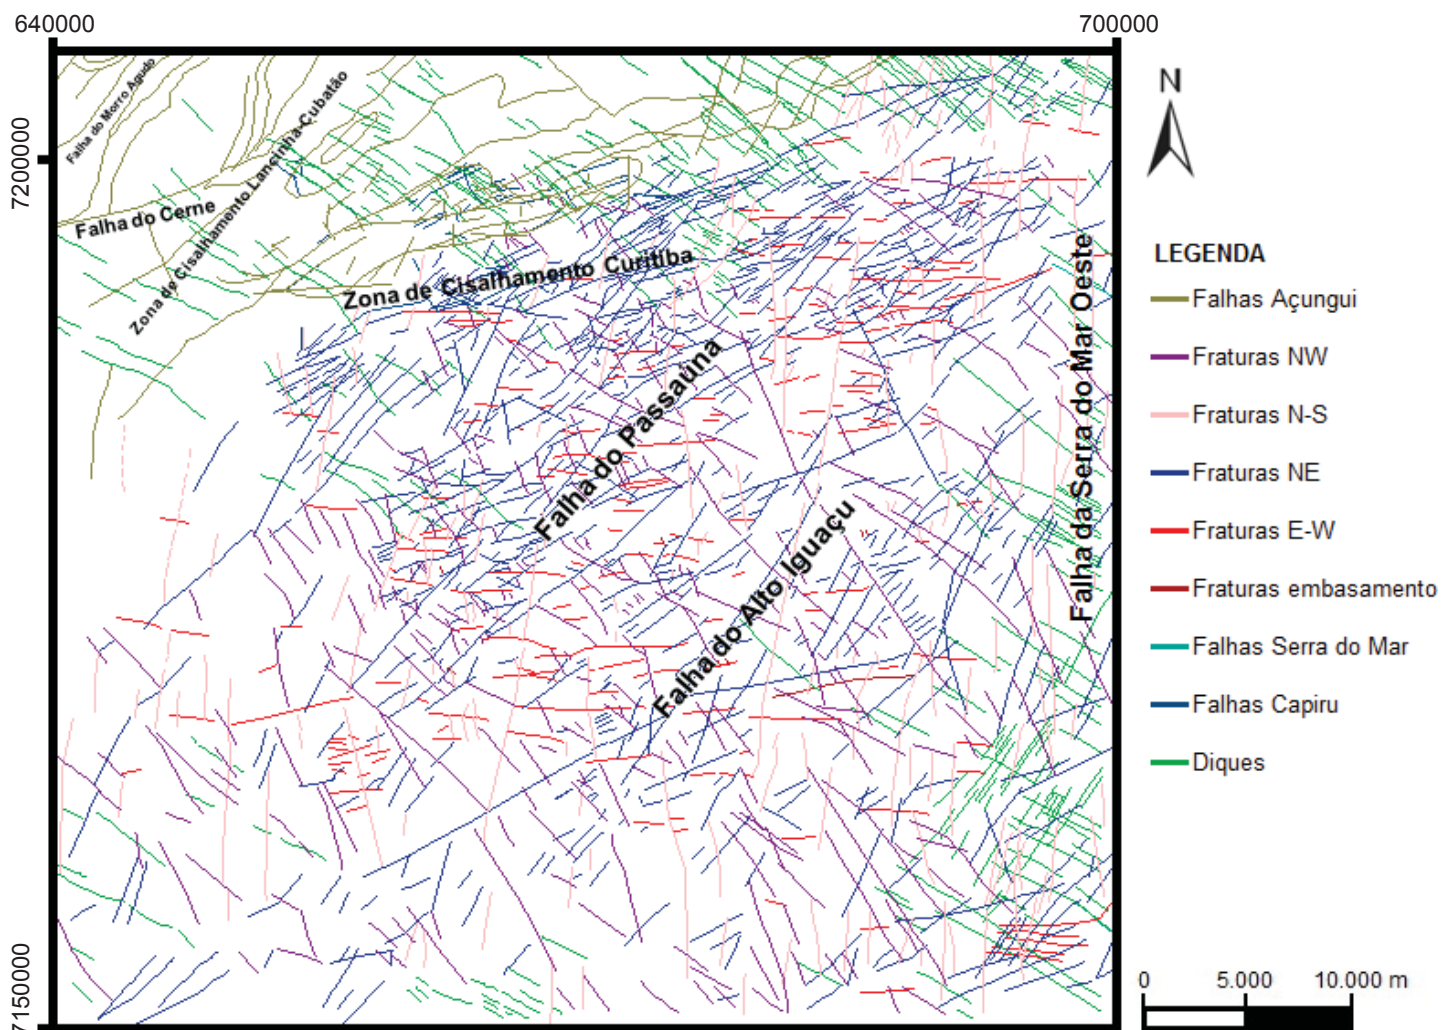 640000
700000
N
7200000
7150000
Falha do Morro Agudo
Zona de Cisalhamento Lancinha-Cubatão
Falha do Cerne
Zona de Cisalhamento Curitiba
Falha do Passaúna
Falha do Alto Iguaçu
Falha da Serra do Mar Oeste
LEGENDA
Falhas Açungui
Fraturas NW
Fraturas N-S
Fraturas NE
Fraturas E-W
Fraturas embasamento
Falhas Serra do Mar
Falhas Capiru
Diques
0 5.000 10.000 m